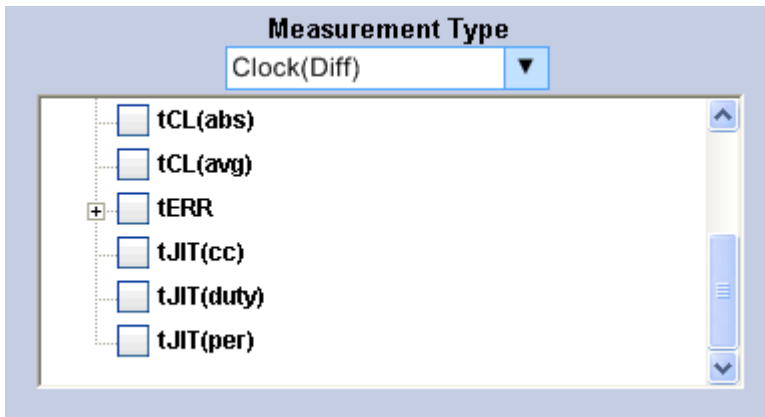 Measurement Type
Clock(Diff)
tCL(abs)
tCL(avg)
tERR
tJIT(cc)
tJIT(duty)
tJIT(per)